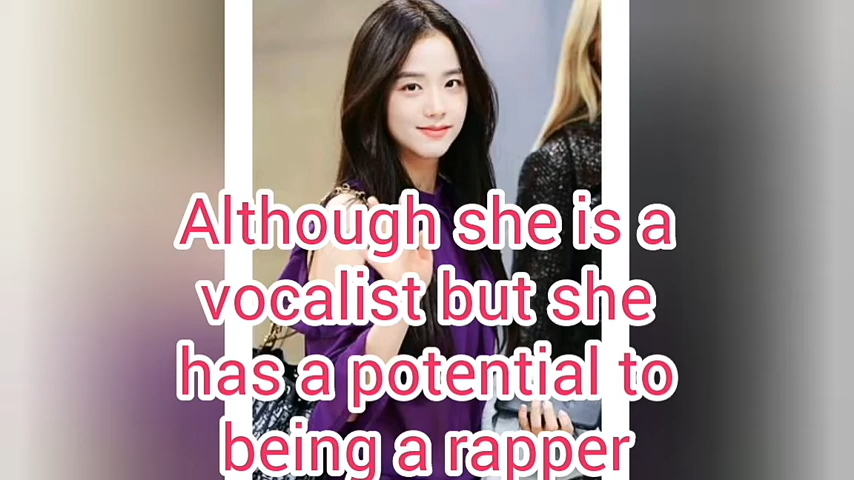 Although she is a
vocalist but she
has a potential to
being a rapper